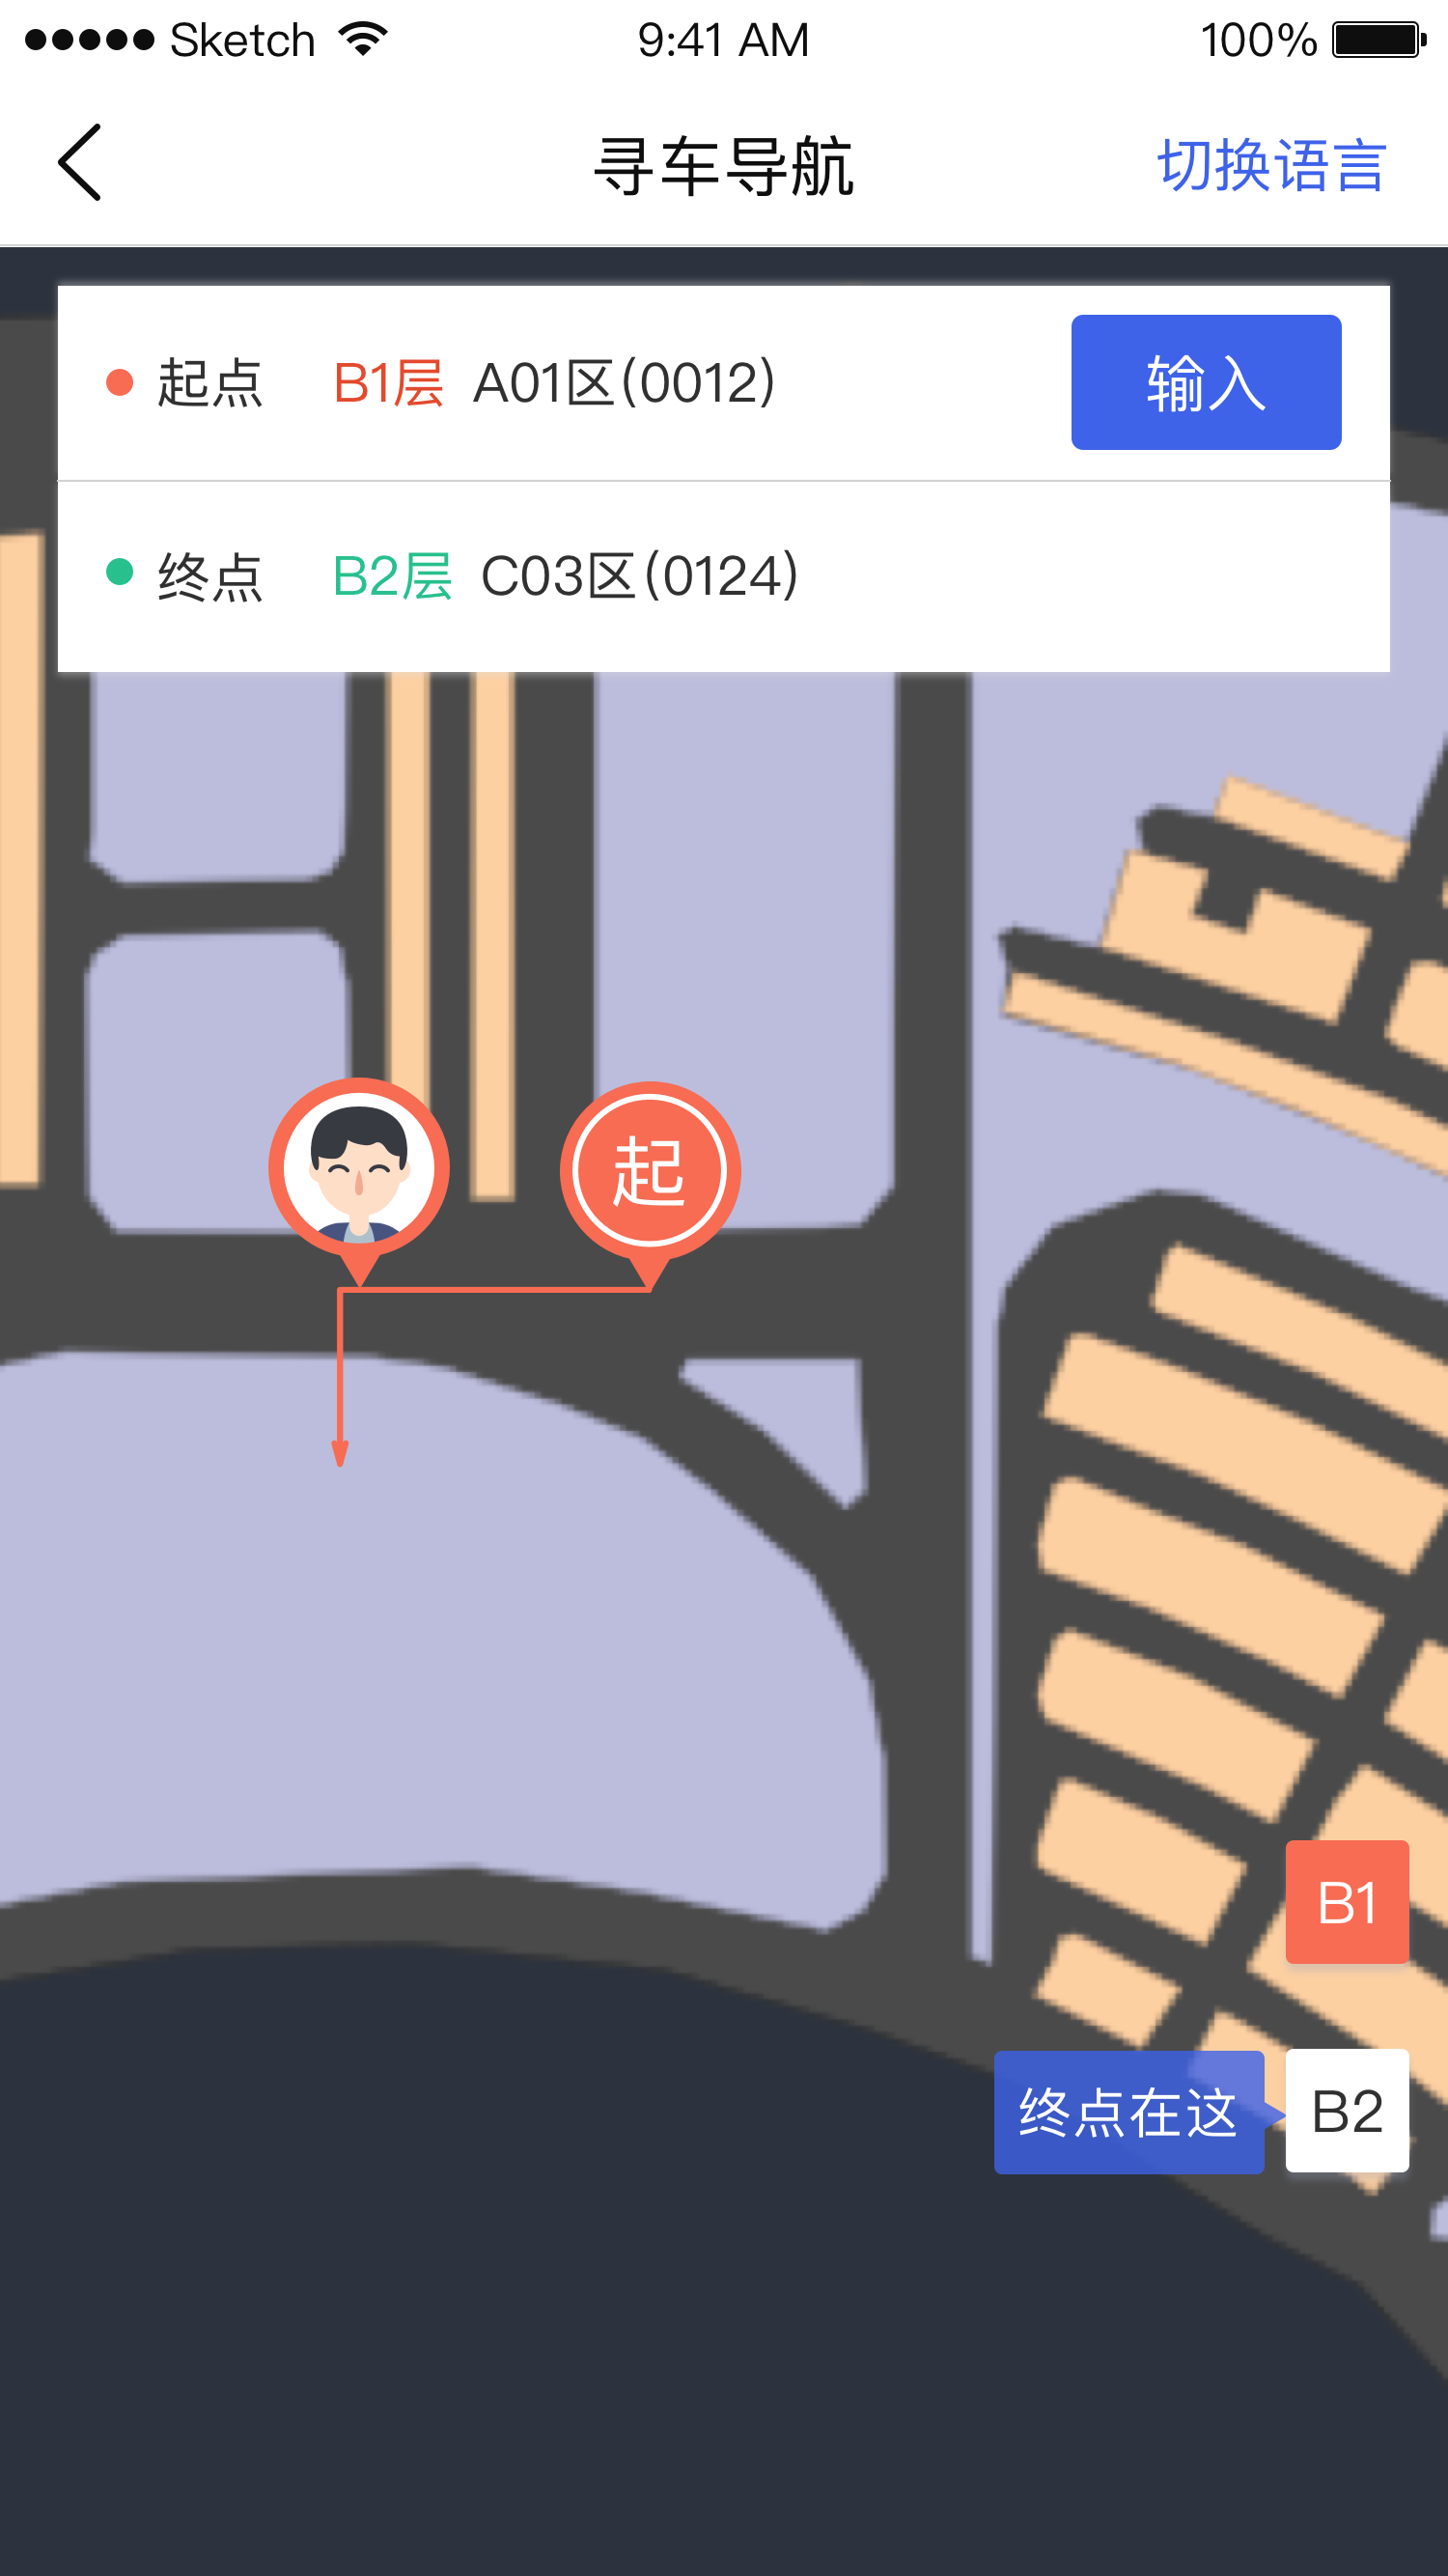 Sketch 9:41 AM 100%
寻车导航 切换语言
起点 B1层 A01区(0012) 输入
终点 B2层 C03区(0124)
起
B1
终点在这 B2